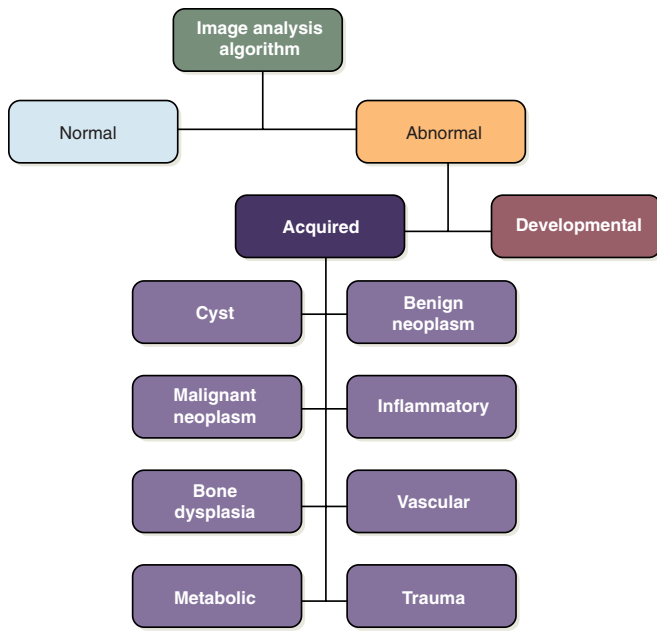 Image analysis
algorithm
Normal
Abnormal
Acquired
Developmental
Cyst
Benign
neoplasm
Malignant
neoplasm
Inflammatory
Bone
dysplasia
Vascular
Metabolic
Trauma